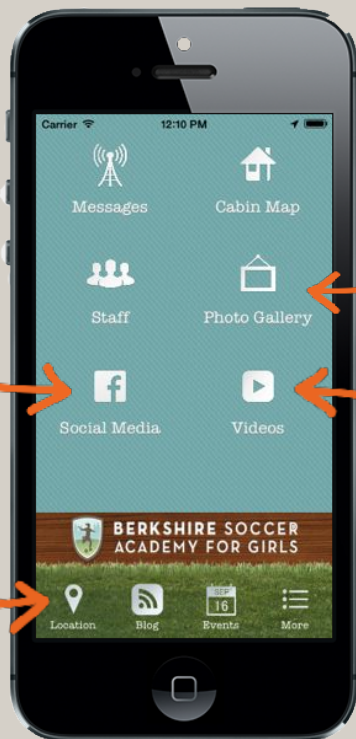 Carrier 12:10 PM
Messages Cabin Map
Staff Photo Gallery
f
Social Media Videos
BERKSHIRE SOCCER
ACADEMY FOR GIRLS
SEP
16
Location Blog Events More